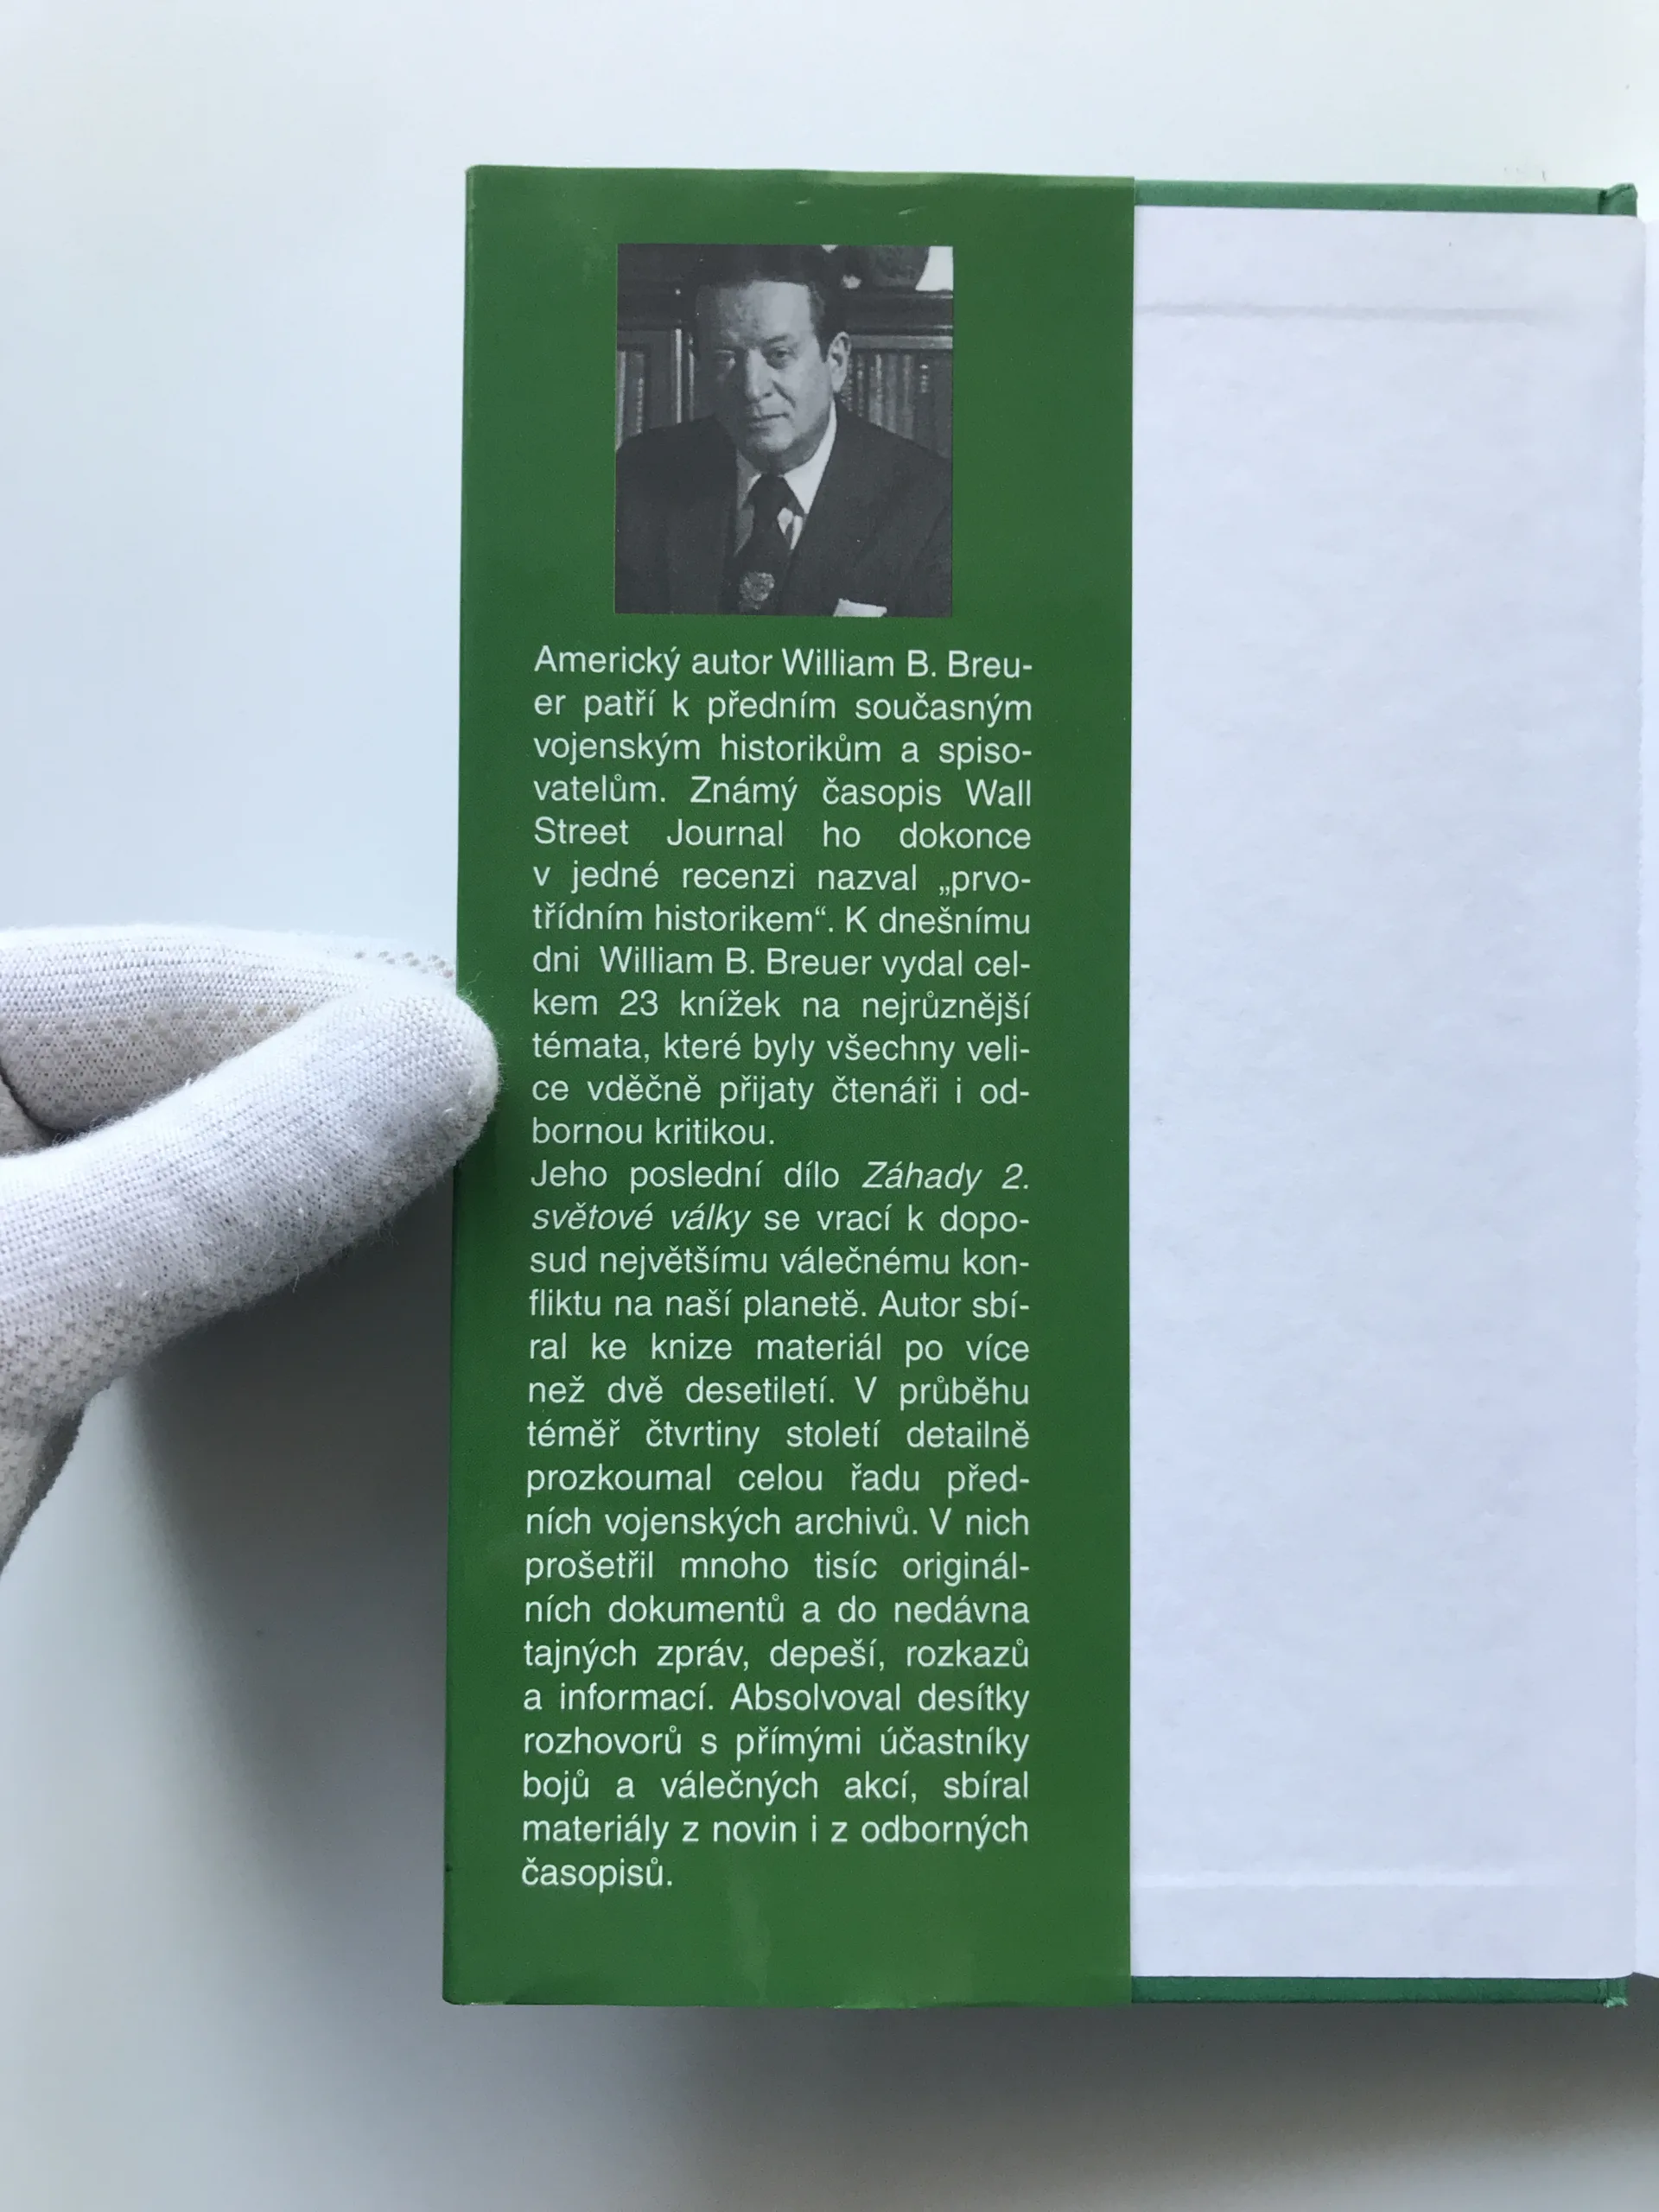 Americký autor William B. Breu-
er patří k předním současným
vojenským historikům a spiso-
vatelům. Známý časopis Wall
Street Journal ho dokonce
v jedné recenzi nazval „prvo-
třídním historikem“. K dnešnímu
dni William B. Breuer vydal cel-
kem 23 knížek na nejrůznější
témata, které byly všechny veli-
ce vděčně přijaty čtenáři i od-
bornou kritikou.
Jeho poslední dílo Záhady 2.
světové války se vrací k dopo-
sud největšímu válečnému kon-
fliktu na naší planetě. Autor sbí-
ral ke knize materiál po více
než dvě desetiletí. V průběhu
téměř čtvrtiny století detailně
prozkoumal celou řadu před-
ních vojenských archivů. V nich
prošetřil mnoho tisíc originál-
ních dokumentů a do nedávna
tajných zpráv, depeší, rozkazů
a informací. Absolvoval desítky
rozhovorů s přímými účastníky
bojů a válečných akcí, sbíral
materiály z novin i z odborných
časopisů.